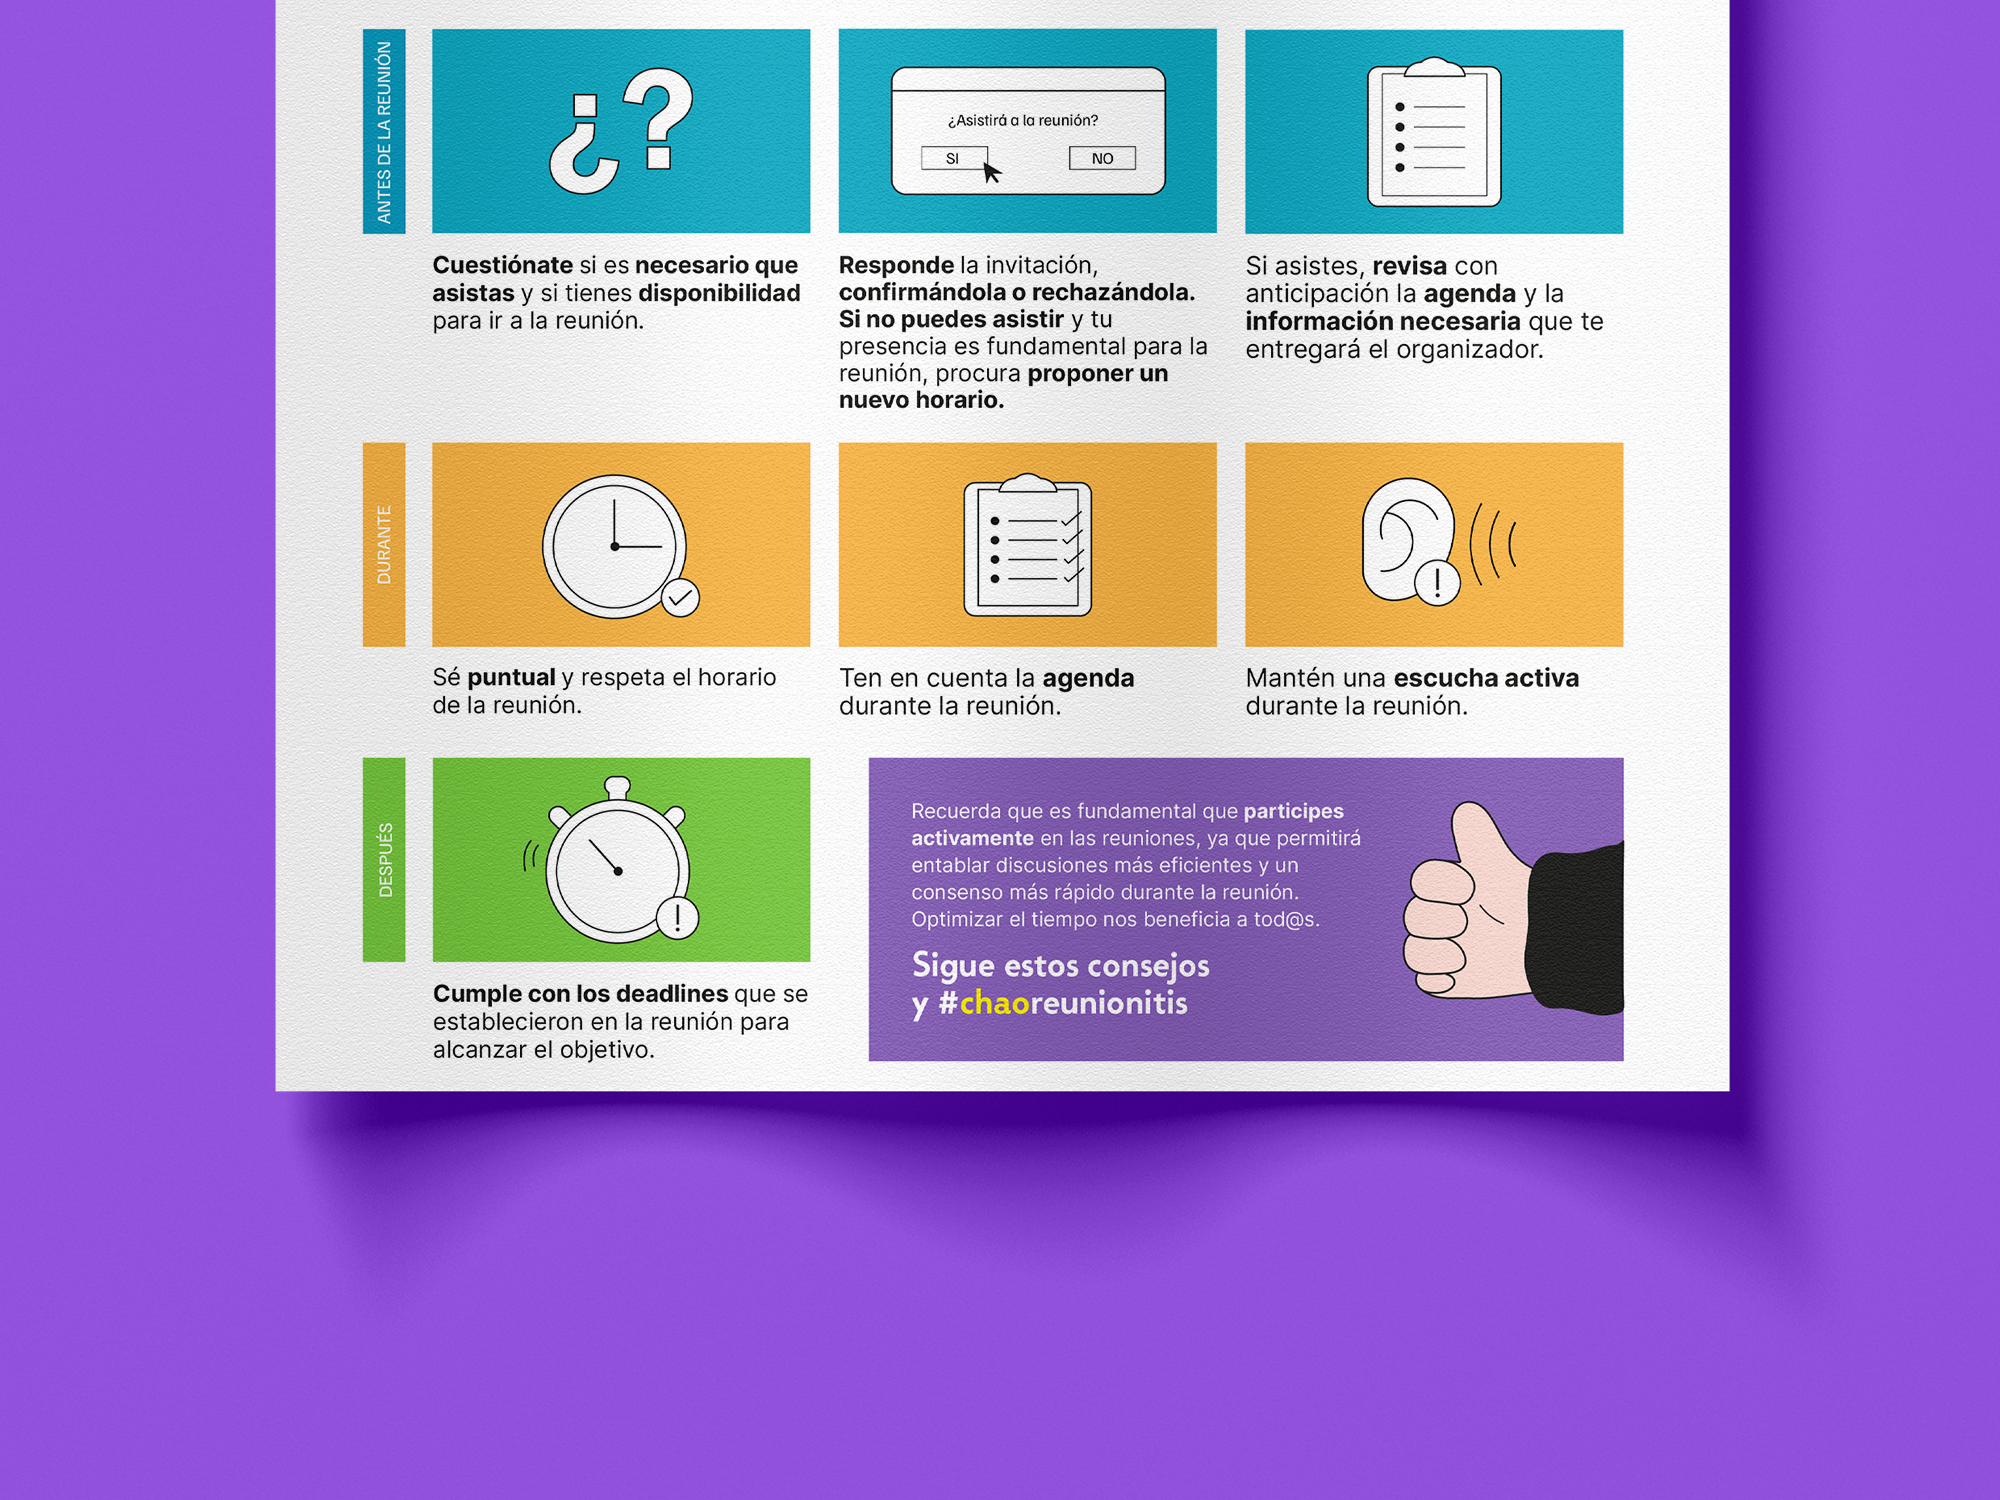 ANTES DE LA REUNIÓN
¿?
¿Asistirá a la reunión?
SI
NO
Cuestiónate si es necesario que
asistas y si tienes disponibilidad
para ir a la reunión.
Responde la invitación,
confirmándola o rechazándola.
Si no puedes asistir y tu
presencia es fundamental para la
reunión, procura proponer un
nuevo horario.
Si asistes, revisa con
anticipación la agenda y la
información necesaria que te
entregará el organizador.
DURANTE
!
Sé puntual y respeta el horario
de la reunión.
Ten en cuenta la agenda
durante la reunión.
Mantén una escucha activa
durante la reunión.
DESPUÉS
!
Cumple con los deadlines que se
establecieron en la reunión para
alcanzar el objetivo.
Recuerda que es fundamental que participes
activamente en las reuniones, ya que permitirá
entablar discusiones más eficientes y un
consenso más rápido durante la reunión.
Optimizar el tiempo nos beneficia a tod@s.
Sigue estos consejos
y #chaoreunionitis